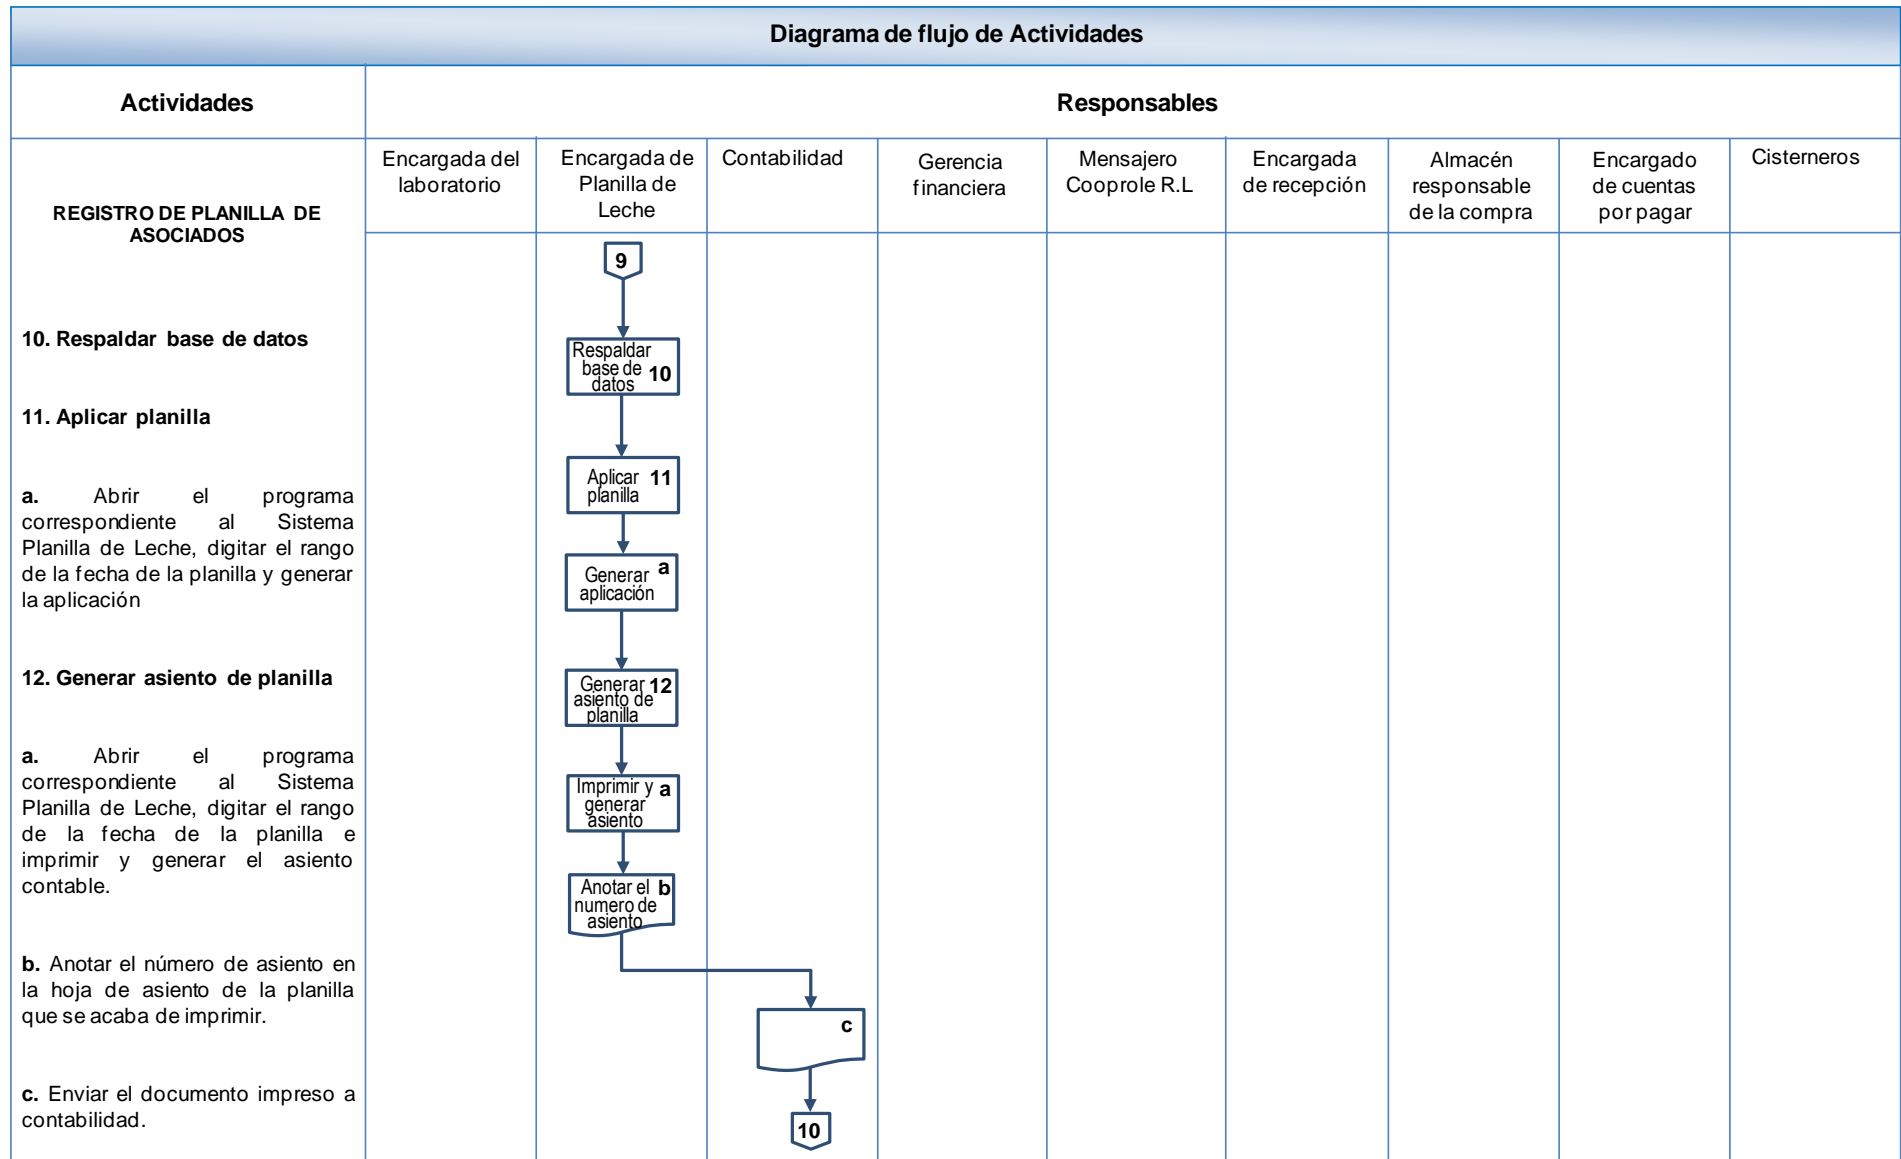 Diagrama de flujo de Actividades
Actividades
Responsables
REGISTRO DE PLANILLA DE
ASOCIADOS
Encargada del
laboratorio
Encargada de
Planilla de
Leche
Contabilidad
Gerencia
financiera
Mensajero
Cooprole R.L
Encargada
de recepción
Almacén
responsable
de la compra
Encargado
de cuentas
por pagar
Cisterneros
10. Respaldar base de datos
11. Aplicar planilla
a. Abrir el programa
correspondiente al Sistema
Planilla de Leche, digitar el rango
de la fecha de la planilla y generar
la aplicación
12. Generar asiento de planilla
a. Abrir el programa
correspondiente al Sistema
Planilla de Leche, digitar el rango
de la fecha de la planilla e
imprimir y generar el asiento
contable.
b. Anotar el número de asiento en
la hoja de asiento de la planilla
que se acaba de imprimir.
c. Enviar el documento impreso a
contabilidad.
9
Respaldar
base de 10
datos
Aplicar 11
planilla
Generar a
aplicación
Generar 12
asiento de
planilla
Imprimir y a
generar
asiento
Anotar el b
numero de
asiento
c
10